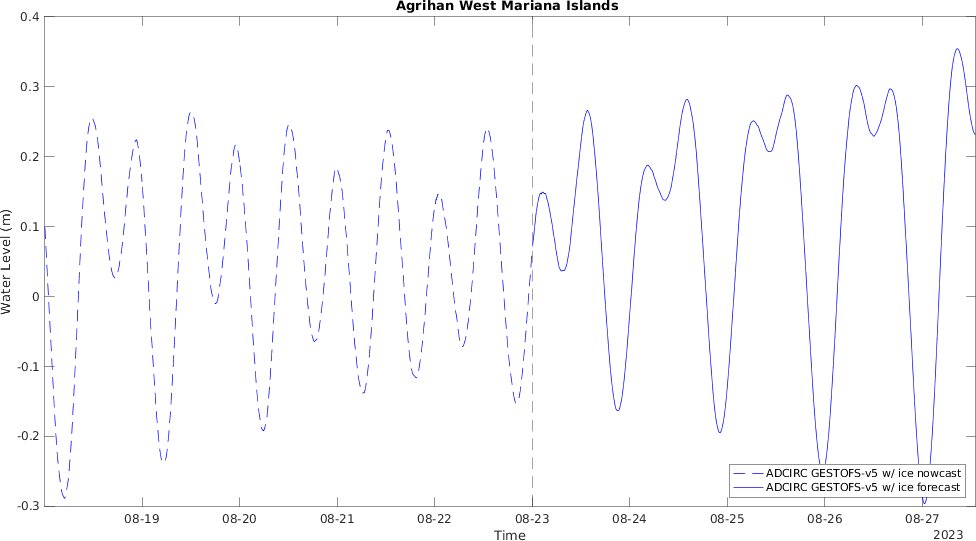 Agrihan West Mariana Islands
0.4
0.3
0.2
0.1
0
-0.1
-0.2
-0.3
Water Level (m)
ADCIRC GESTOFS-v5 w/ ice nowcast
ADCIRC GESTOFS-v5 w/ ice forecast
08-19 08-20 08-21 08-22 08-23 08-24 08-25 08-26 08-27
Time
2023